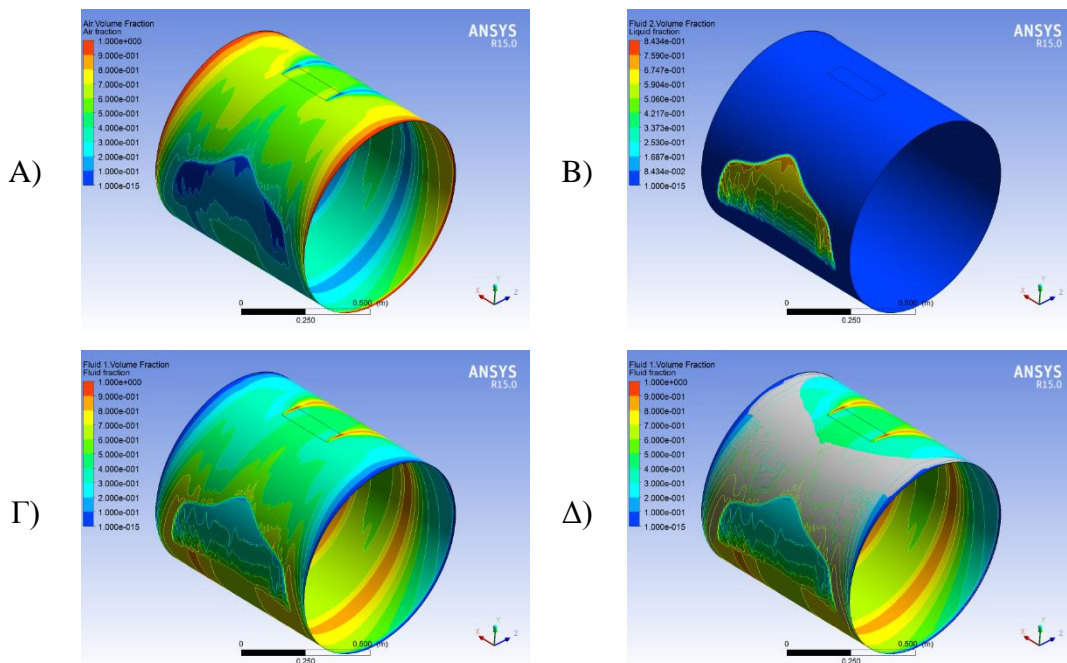 Α)
Air.Volume Fraction
Air fraction
1.000e+000
9.000e-001
8.000e-001
7.000e-001
6.000e-001
5.000e-001
4.000e-001
3.000e-001
2.000e-001
1.000e-001
1.000e-015
ANSYS
R15.0
0 0.500 (m)
0.250
X Y Z
Β)
Fluid 2.Volume Fraction
Liquid fraction
8.434e-001
7.590e-001
6.747e-001
5.904e-001
5.060e-001
4.217e-001
3.373e-001
2.530e-001
1.687e-001
8.434e-002
1.000e-015
ANSYS
R15.0
0 0.500 (m)
0.250
X Y Z
Γ)
Fluid 1.Volume Fraction
Fluid fraction
1.000e+000
9.000e-001
8.000e-001
7.000e-001
6.000e-001
5.000e-001
4.000e-001
3.000e-001
2.000e-001
1.000e-001
1.000e-015
ANSYS
R15.0
0 0.500 (m)
0.250
X Y Z
Δ)
Fluid 1.Volume Fraction
Fluid fraction
1.000e+000
9.000e-001
8.000e-001
7.000e-001
6.000e-001
5.000e-001
4.000e-001
3.000e-001
2.000e-001
1.000e-001
1.000e-015
ANSYS
R15.0
0 0.500 (m)
0.250
X Y Z